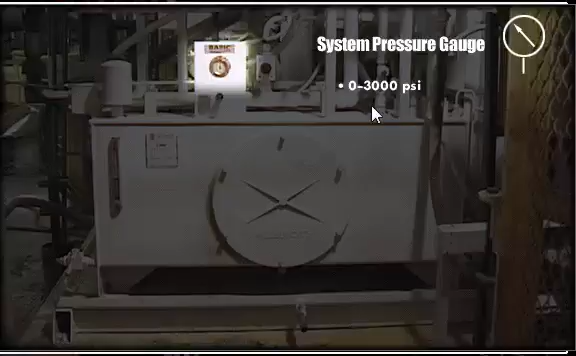 System Pressure Gauge
• 0-3000 psi
BASIC